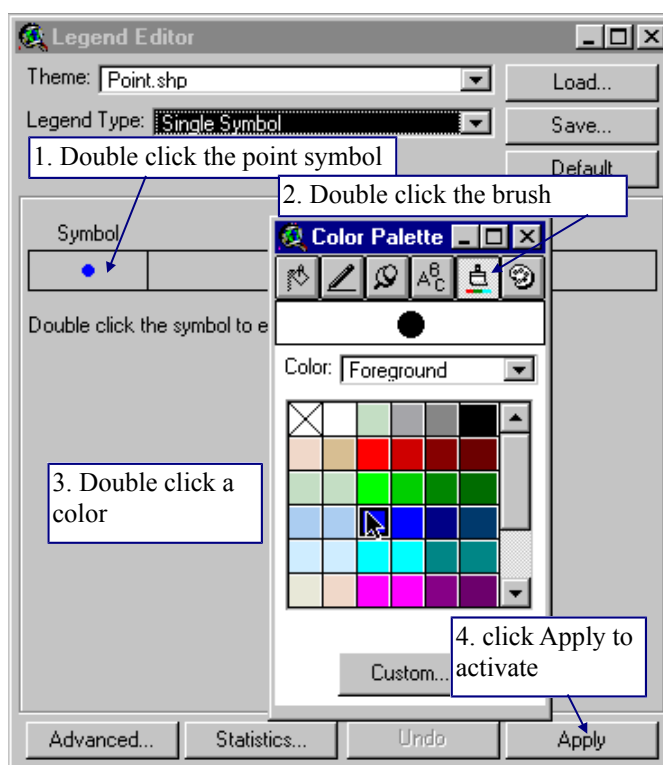 Legend Editor
Theme: Point.shp
Load...
Legend Type: Single Symbol
Save...
1. Double click the point symbol
Default
2. Double click the brush
Symbol
Color Palette
ABC
Double click the symbol to e
Color: Foreground
3. Double click a
color
4. click Apply to
activate
Custom...
Advanced...
Statistics...
Undo
Apply